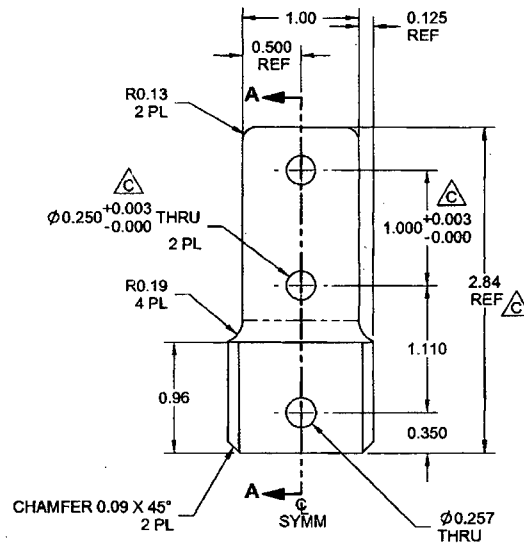 1.00
0.125
REF
0.500
REF
A
R0.13
2 PL
C
Ø0.250 +0.003 -0.000 THRU
2 PL
C
1.000 +0.003 -0.000
R0.19
4 PL
2.84
REF C
0.96
1.110
0.350
CHAMFER 0.09 X 45°
2 PL
A
℄
SYMM
Ø0.257
THRU